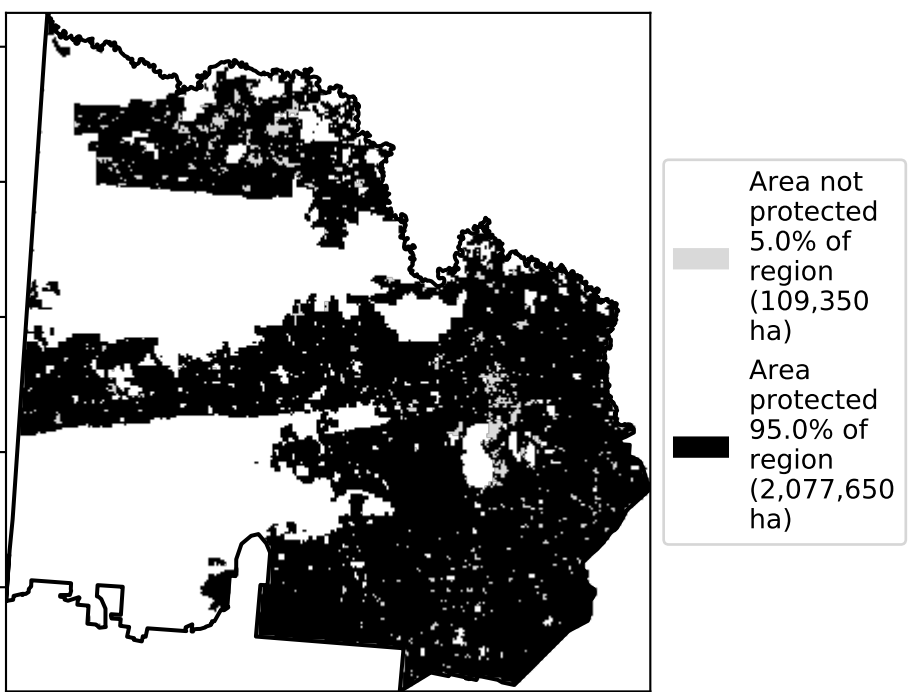 Area not
protected
5.0% of
region
(109,350
ha)
Area
protected
95.0% of
region
(2,077,650
ha)